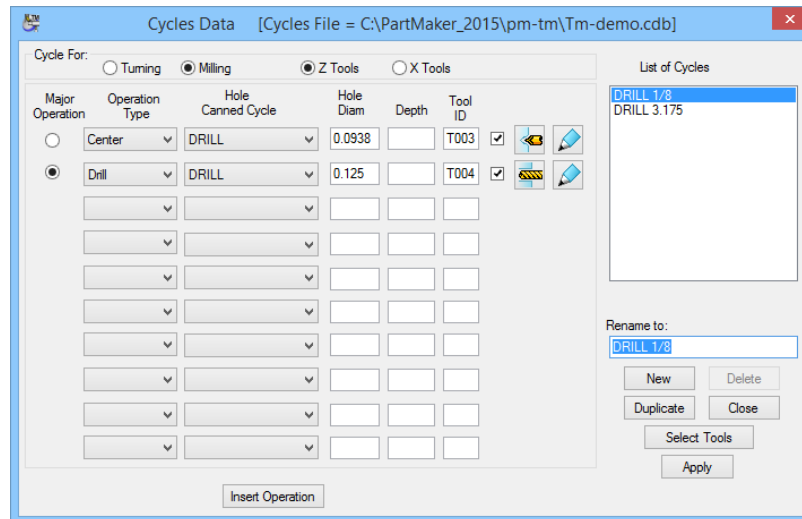 Cycles Data [Cycles File = C:\PartMaker_2015\pm-tm\Tm-demo.cdb]
Cycle For:
Turning Milling Z Tools X Tools
List of Cycles
Major Operation
Operation Type
Hole Canned Cycle
Hole Diam
Depth
Tool ID
Center DRILL 0.0938 T003
Drill DRILL 0.125 T004
DRILL 1/8
DRILL 3.175
Rename to:
DRILL 1/8
New Delete
Duplicate Close
Select Tools
Apply
Insert Operation